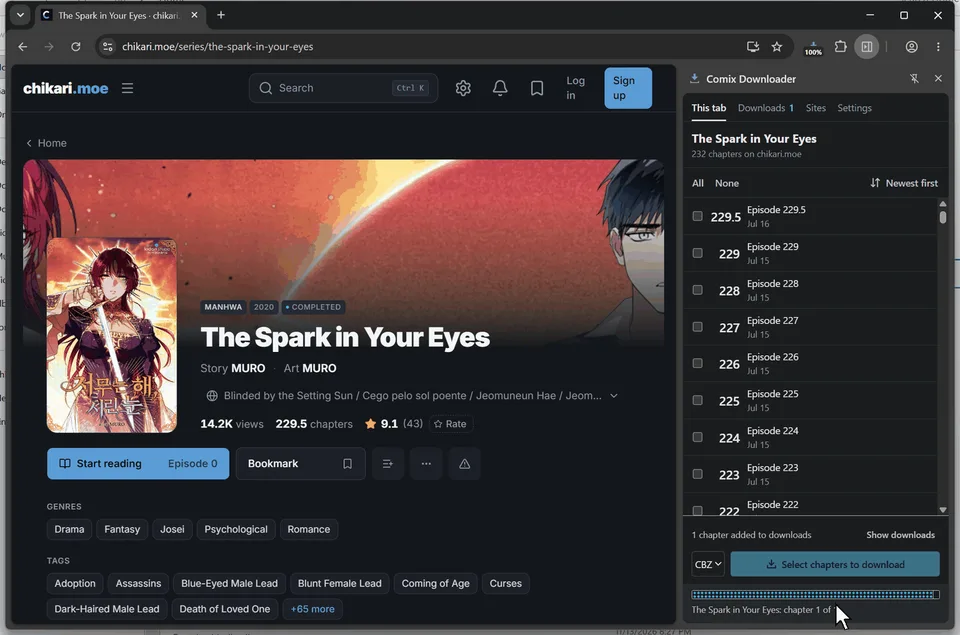 The Spark in Your Eyes · chikari.
chikari.moe/series/the-spark-in-your-eyes
100%
chikari.moe
Search
Ctrl K
Log in
Sign up
Home
MANHWA
2020
• COMPLETED
The Spark in Your Eyes
Story MURO · Art MURO
Blinded by the Setting Sun / Cego pelo sol poente / Jeomuneun Hae / Jeom...
14.2K views
229.5 chapters
9.1 (43)
Rate
저무는 해,
시린 눈
MURO
Start reading
Episode 0
Bookmark
GENRES
Drama
Fantasy
Josei
Psychological
Romance
TAGS
Adoption
Assassins
Blue-Eyed Male Lead
Blunt Female Lead
Coming of Age
Curses
Dark-Haired Male Lead
Death of Loved One
+65 more
Comix Downloader
This tab
Downloads 1
Sites
Settings
The Spark in Your Eyes
232 chapters on chikari.moe
All
None
Newest first
229.5
Episode 229.5
Jul 16
229
Episode 229
Jul 15
228
Episode 228
Jul 15
227
Episode 227
Jul 15
226
Episode 226
Jul 15
225
Episode 225
Jul 15
224
Episode 224
Jul 15
223
Episode 223
Jul 15
222
Episode 222
1 chapter added to downloads
Show downloads
CBZ
Select chapters to download
The Spark in Your Eyes: chapter 1 of